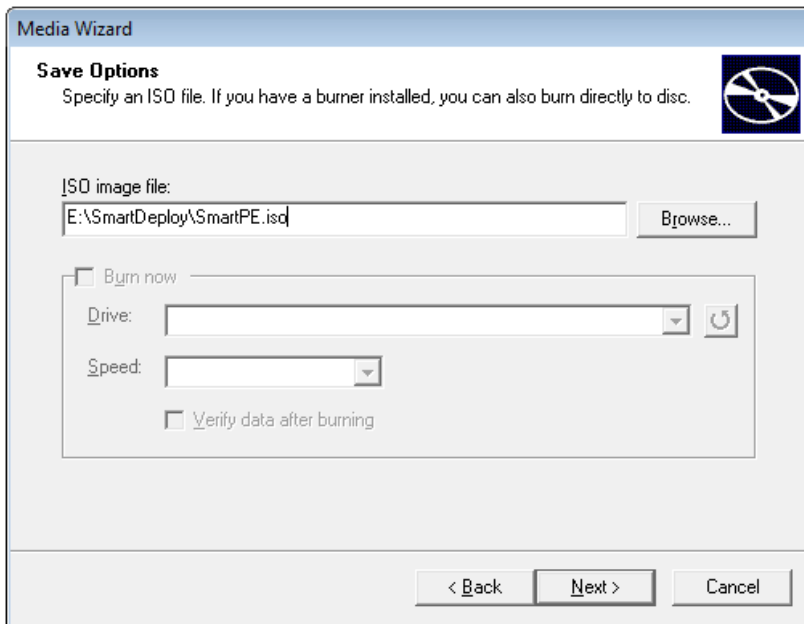 Media Wizard
Save Options
Specify an ISO file. If you have a burner installed, you can also burn directly to disc.
ISO image file:
E:\SmartDeploy\SmartPE.iso
Browse...
Burn now
Drive:
Speed:
Verify data after burning
< Back
Next >
Cancel